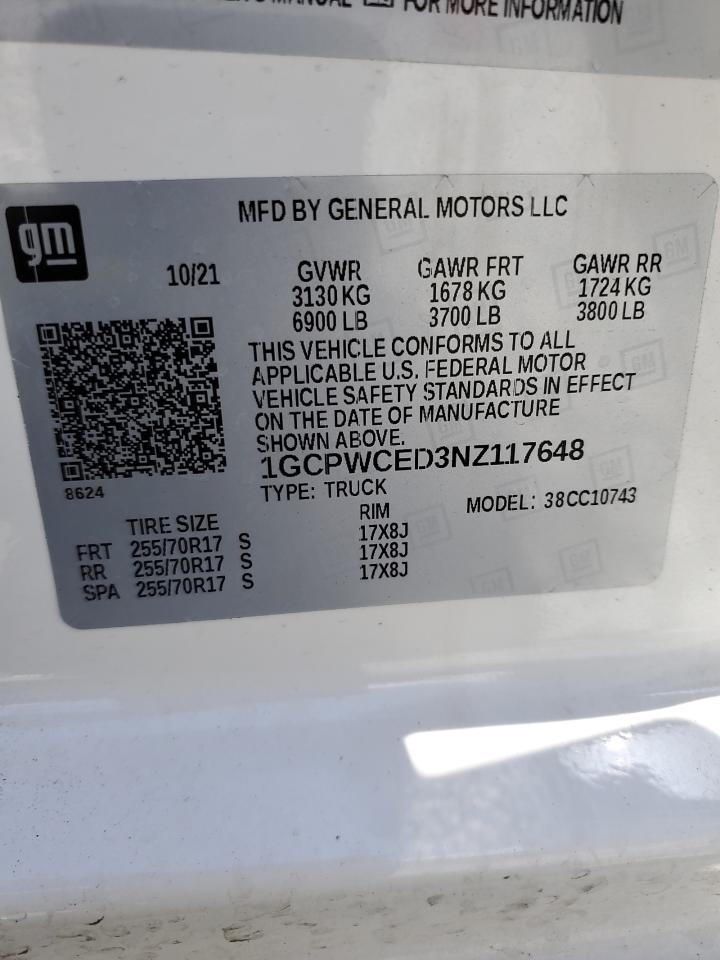 MANUAL FOR MORE INFORMATION
gm
MFD BY GENERAL MOTORS LLC
10/21 GVWR GAWR FRT GAWR RR
3130 KG 1678 KG 1724 KG
6900 LB 3700 LB 3800 LB
THIS VEHICLE CONFORMS TO ALL
APPLICABLE U.S. FEDERAL MOTOR
VEHICLE SAFETY STANDARDS IN EFFECT
ON THE DATE OF MANUFACTURE
SHOWN ABOVE.
1GCPWCED3NZ117648
8624
TYPE: TRUCK MODEL: 38CC10743
TIRE SIZE RIM
FRT 255/70R17 S 17X8J
RR 255/70R17 S 17X8J
SPA 255/70R17 S 17X8J